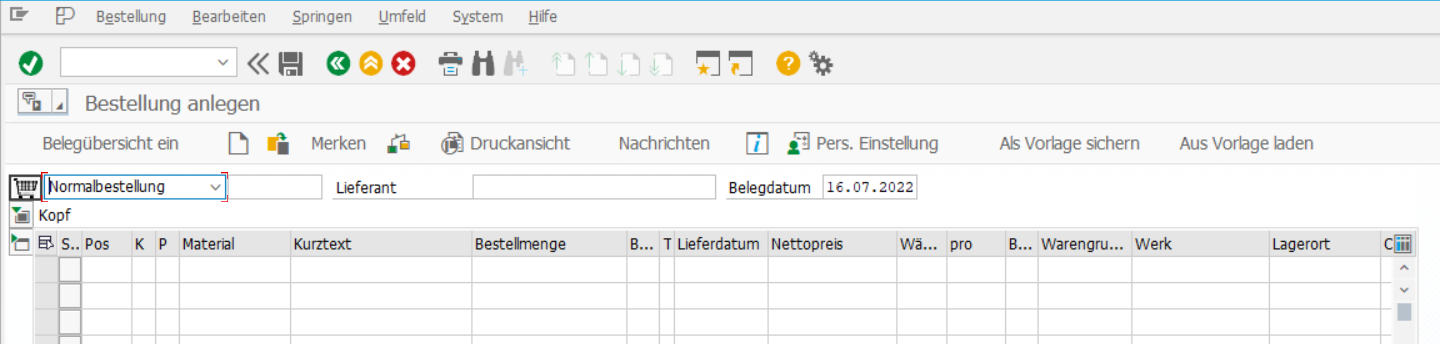 Bestellung Bearbeiten Springen Umfeld System Hilfe
Bestellung anlegen
Belegübersicht ein Merken Druckansicht Nachrichten Pers. Einstellung Als Vorlage sichern Aus Vorlage laden
Normalbestellung Lieferant Belegdatum 16.07.2022
Kopf
S.. Pos K P Material Kurztext Bestellmenge B... T Lieferdatum Nettopreis Wä... pro B... Warengru... Werk Lagerort C